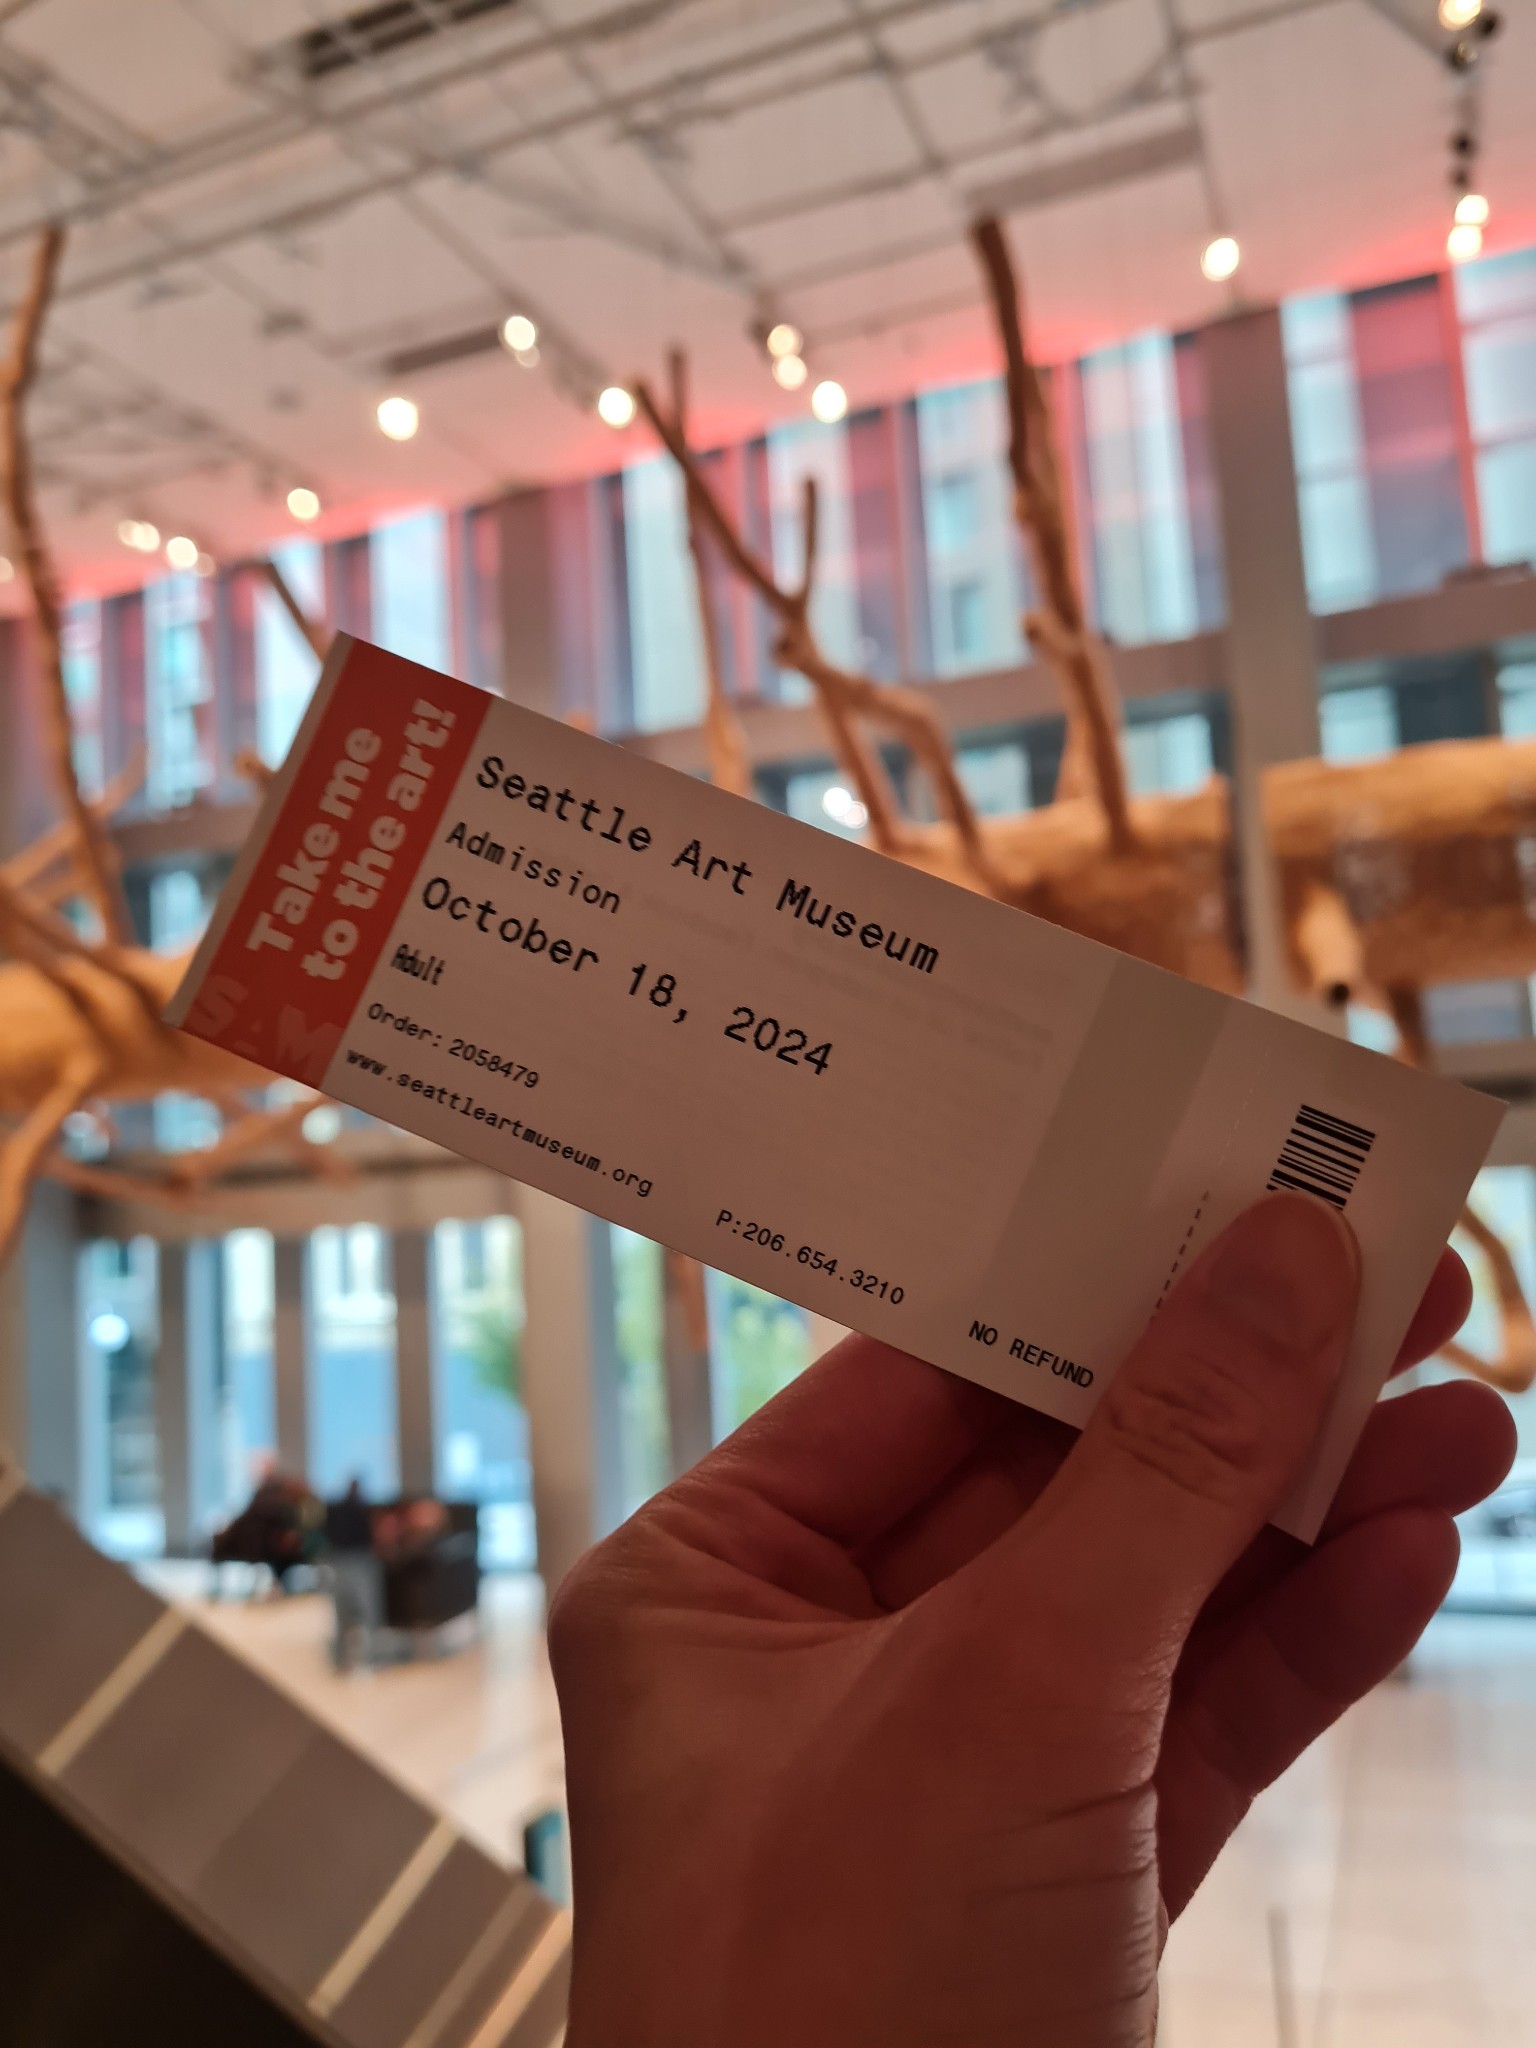 Take me
to the art!
SAM
Seattle Art Museum
Admission
October 18, 2024
Adult
Order: 2058479
www.seattleartmuseum.org
P:206.654.3210
NO REFUND